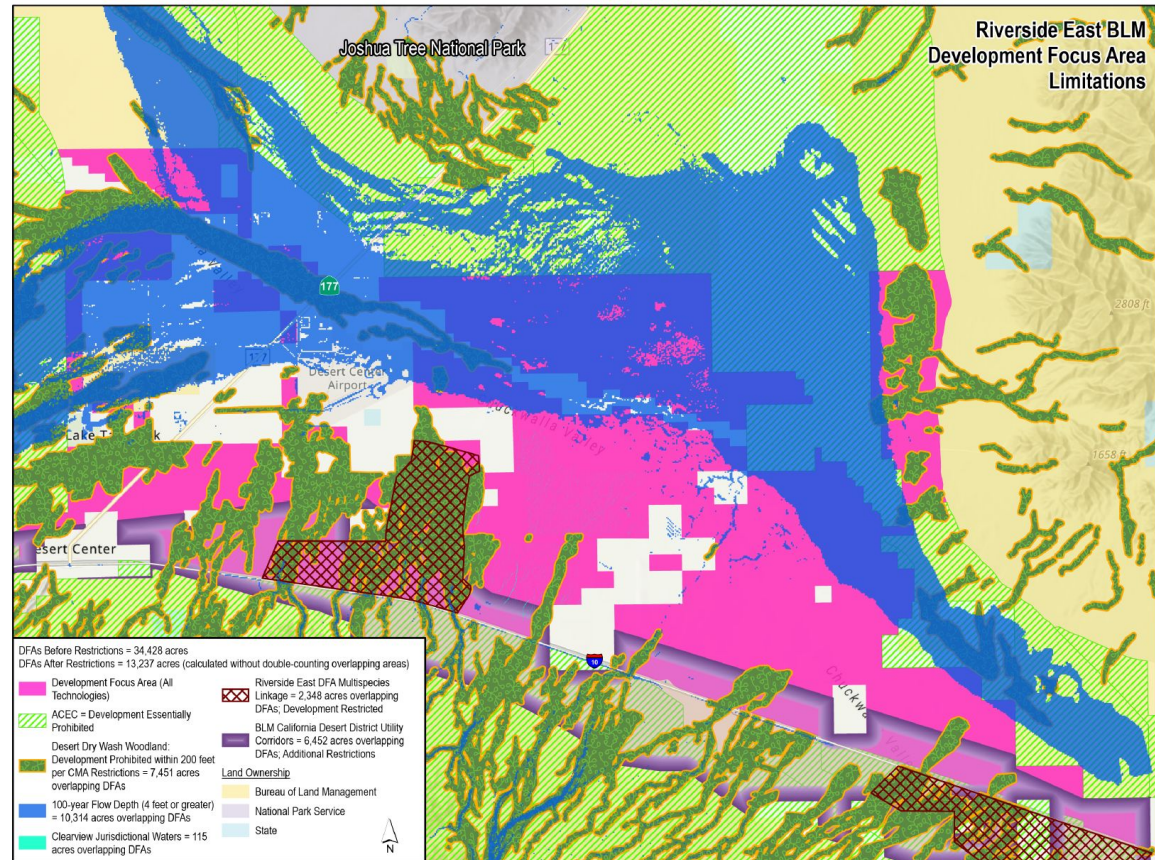 Joshua Tree National Park
177
Riverside East BLM
Development Focus Area
Limitations
177
2808 ft
Desert Center
Airport
Valley
1658 ft
esert Center
10
DFAs Before Restrictions = 34,428 acres
DFAs After Restrictions = 13,237 acres (calculated without double-counting overlapping areas)
Development Focus Area (All
Technologies)
ACEC = Development Essentially
Prohibited
Desert Dry Wash Woodland:
Development Prohibited within 200 feet
per CMA Restrictions = 7,451 acres
overlapping DFAs
100-year Flow Depth (4 feet or greater)
= 10,314 acres overlapping DFAs
Clearview Jurisdictional Waters = 115
acres overlapping DFAs
Riverside East DFA Multispecies
Linkage = 2,348 acres overlapping
DFAs; Development Restricted
BLM California Desert District Utility
Corridors = 6,452 acres overlapping
DFAs; Additional Restrictions
Land Ownership
Bureau of Land Management
National Park Service
State
N